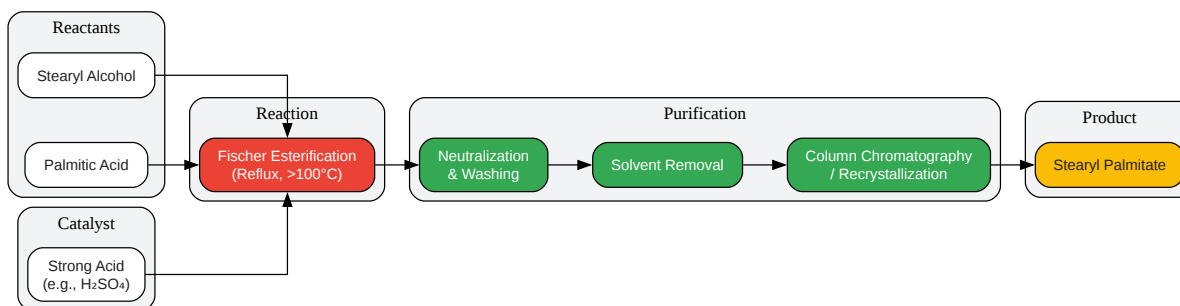 Reactants
Stearyl Alcohol
Palmitic Acid
Catalyst
Strong Acid
(e.g., H₂SO₄)
Reaction
Fischer Esterification
(Reflux, >100°C)
Purification
Neutralization
& Washing
Solvent Removal
Column Chromatography
/ Recrystallization
Product
Stearyl Palmitate